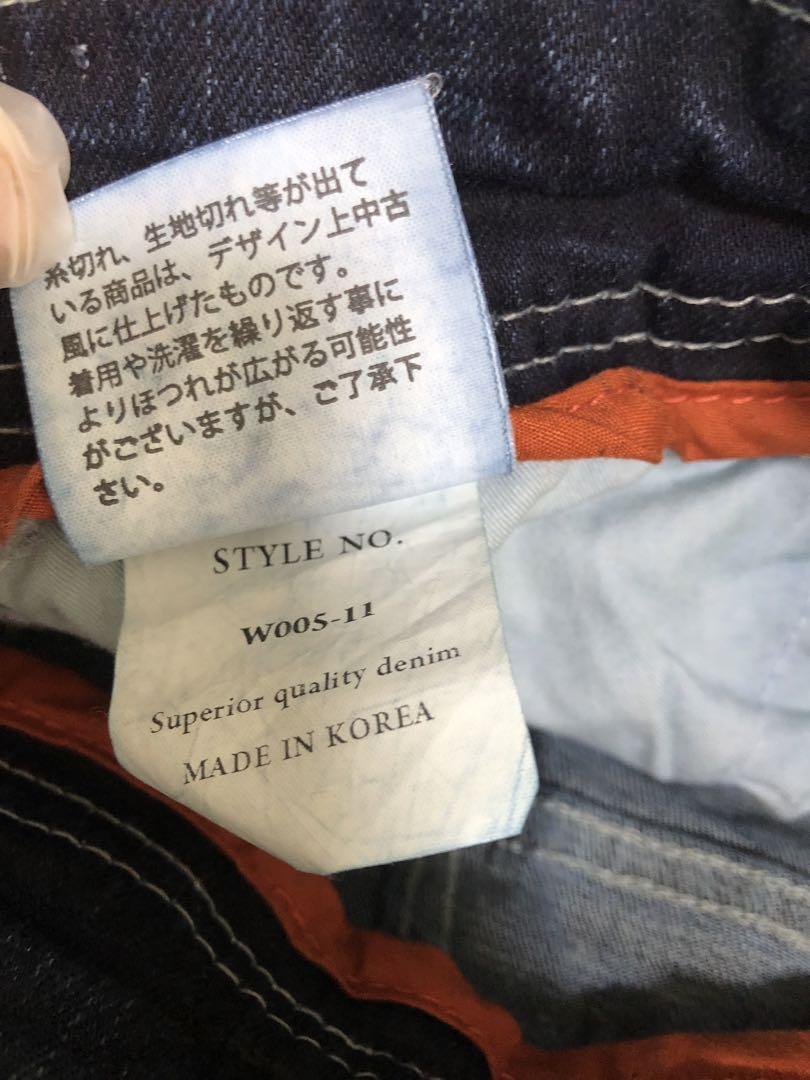 糸切れ、生地切れ等が出て
いる商品は、デザイン上中古
風に仕上げたものです。
着用や洗濯を繰り返す事に
よりほつれが広がる可能性
がございますが、ご了承下
さい。
STYLE NO.
W005-11
Superior quality denim
MADE IN KOREA